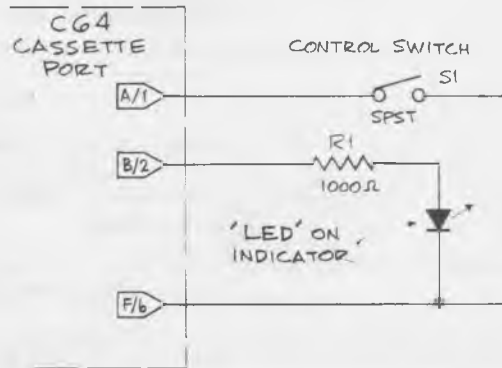 C64
CASSETTE
PORT
CONTROL SWITCH
A/1
S1
SPST
B/2
R1
1000Ω
'LED' ON
INDICATOR'
F/6